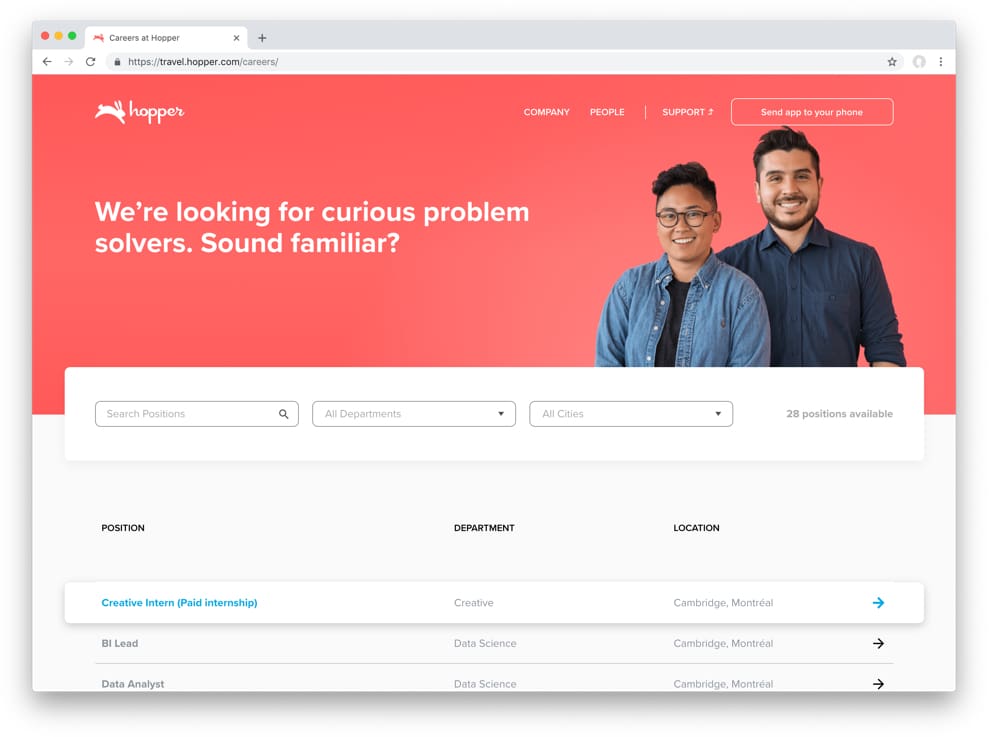 Careers at Hopper
https://travel.hopper.com/careers/
hopper
COMPANY PEOPLE SUPPORT Send app to your phone
We’re looking for curious problem
solvers. Sound familiar?
Search Positions All Departments All Cities 28 positions available
POSITION DEPARTMENT LOCATION
Creative Intern (Paid internship) Creative Cambridge, Montréal
BI Lead Data Science Cambridge, Montréal
Data Analyst Data Science Cambridge, Montréal